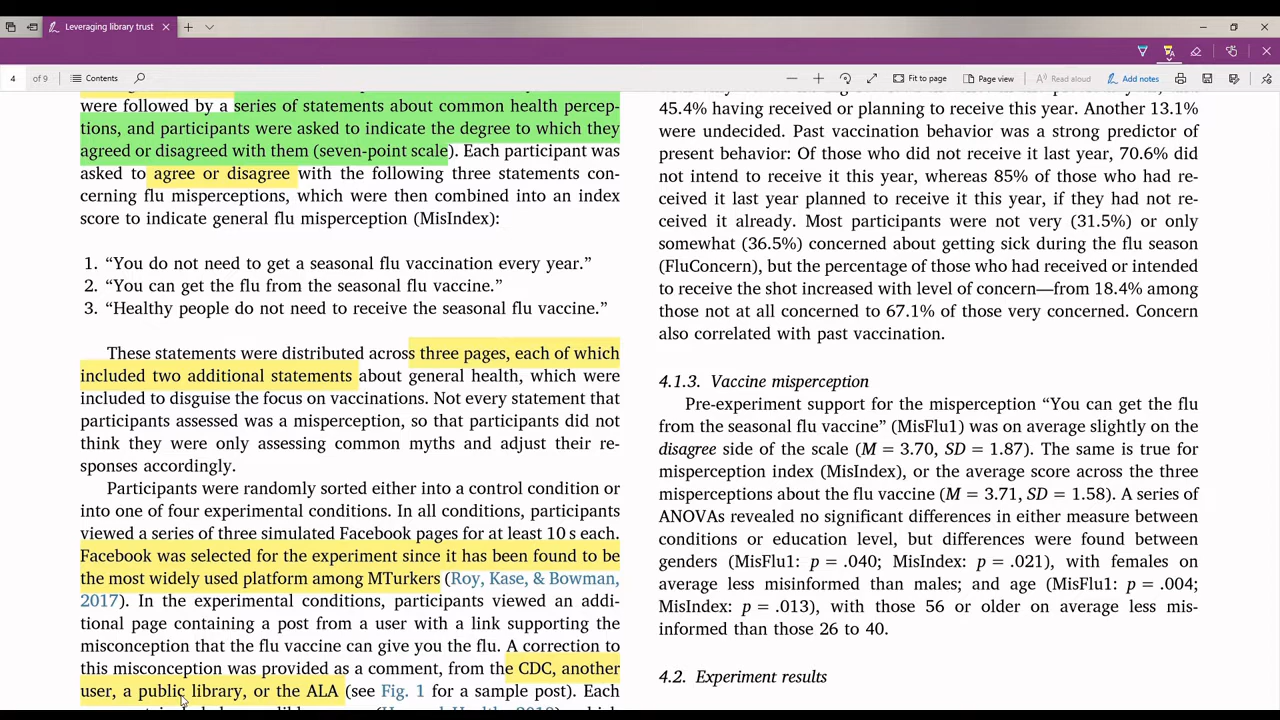 Leveraging library trust
4 of 9
Contents
Fit to page
Page view
Read aloud
Add notes
were followed by a series of statements about common health percep-
tions, and participants were asked to indicate the degree to which they
agreed or disagreed with them (seven-point scale). Each participant was
asked to agree or disagree with the following three statements con-
cerning flu misperceptions, which were then combined into an index
score to indicate general flu misperception (MisIndex):
1. “You do not need to get a seasonal flu vaccination every year.”
2. “You can get the flu from the seasonal flu vaccine.”
3. “Healthy people do not need to receive the seasonal flu vaccine.”
These statements were distributed across three pages, each of which
included two additional statements about general health, which were
included to disguise the focus on vaccinations. Not every statement that
participants assessed was a misperception, so that participants did not
think they were only assessing common myths and adjust their re-
sponses accordingly.
Participants were randomly sorted either into a control condition or
into one of four experimental conditions. In all conditions, participants
viewed a series of three simulated Facebook pages for at least 10 s each.
Facebook was selected for the experiment since it has been found to be
the most widely used platform among MTurkers (Roy, Kase, & Bowman,
2017). In the experimental conditions, participants viewed an addi-
tional page containing a post from a user with a link supporting the
misconception that the flu vaccine can give you the flu. A correction to
this misconception was provided as a comment, from the CDC, another
user, a public library, or the ALA (see Fig. 1 for a sample post). Each
45.4% having received or planning to receive this year. Another 13.1%
were undecided. Past vaccination behavior was a strong predictor of
present behavior: Of those who did not receive it last year, 70.6% did
not intend to receive it this year, whereas 85% of those who had re-
ceived it last year planned to receive it this year, if they had not re-
ceived it already. Most participants were not very (31.5%) or only
somewhat (36.5%) concerned about getting sick during the flu season
(FluConcern), but the percentage of those who had received or intended
to receive the shot increased with level of concern—from 18.4% among
those not at all concerned to 67.1% of those very concerned. Concern
also correlated with past vaccination.
4.1.3. Vaccine misperception
Pre-experiment support for the misperception “You can get the flu
from the seasonal flu vaccine” (MisFlu1) was on average slightly on the
disagree side of the scale (M = 3.70, SD = 1.87). The same is true for
misperception index (MisIndex), or the average score across the three
misperceptions about the flu vaccine (M = 3.71, SD = 1.58). A series of
ANOVAs revealed no significant differences in either measure between
conditions or education level, but differences were found between
genders (MisFlu1: p = .040; MisIndex: p = .021), with females on
average less misinformed than males; and age (MisFlu1: p = .004;
MisIndex: p = .013), with those 56 or older on average less mis-
informed than those 26 to 40.
4.2. Experiment results